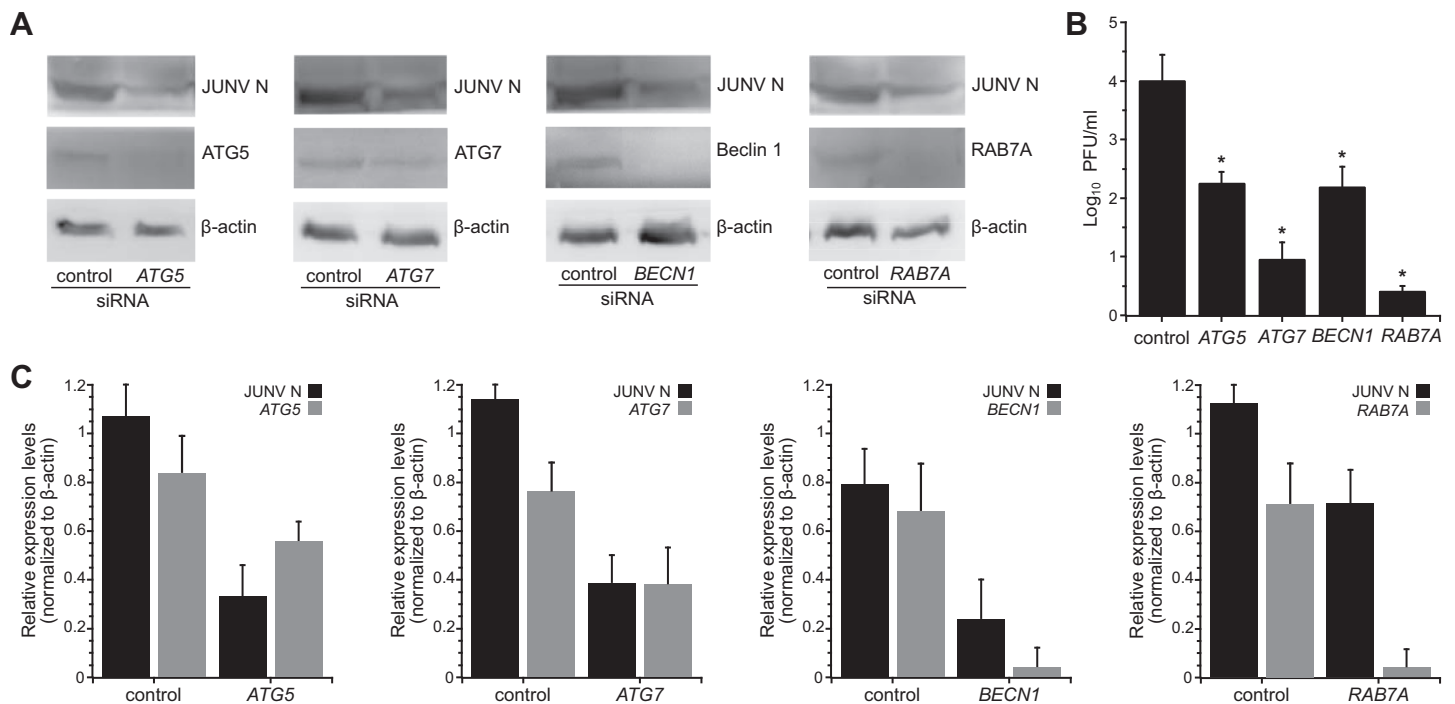 A
JUNV N
ATG5
β-actin
control ATG5
siRNA
JUNV N
ATG7
β-actin
control ATG7
siRNA
JUNV N
Beclin 1
β-actin
control BECN1
siRNA
JUNV N
RAB7A
β-actin
control RAB7A
siRNA
B
Log10 PFU/ml
5
4
3
2
1
0
*
*
*
*
control ATG5 ATG7 BECN1 RAB7A
C
Relative expression levels
(normalized to β-actin)
1.2
1
0.8
0.6
0.4
0.2
0
JUNV N
ATG5
control ATG5
Relative expression levels
(normalized to β-actin)
1.2
1
0.8
0.6
0.4
0.2
0
JUNV N
ATG7
control ATG7
Relative expression levels
(normalized to β-actin)
1.2
1
0.8
0.6
0.4
0.2
0
JUNV N
BECN1
control BECN1
Relative expression levels
(normalized to β-actin)
1.2
1
0.8
0.6
0.4
0.2
0
JUNV N
RAB7A
control RAB7A